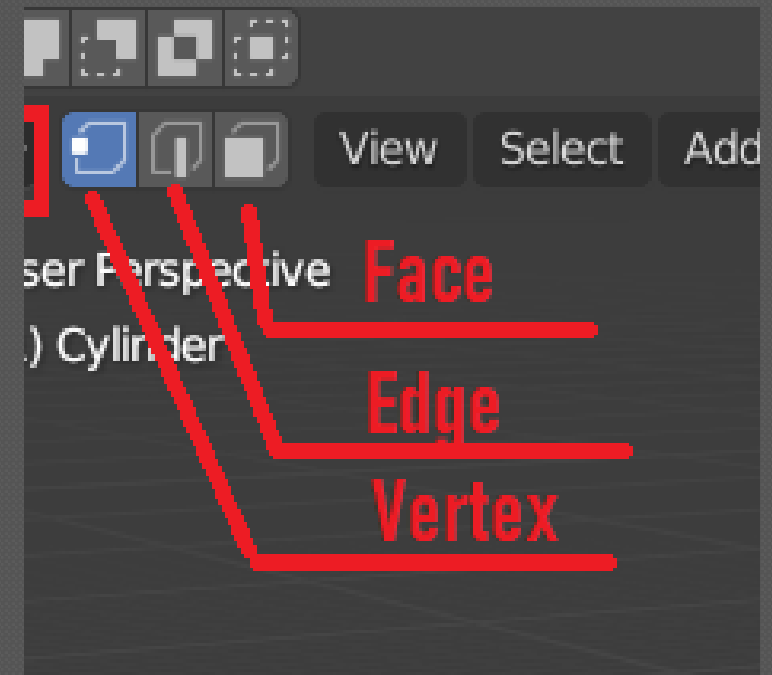 View Select Add
ser Perspective
Face
) Cylinder
Edge
Vertex